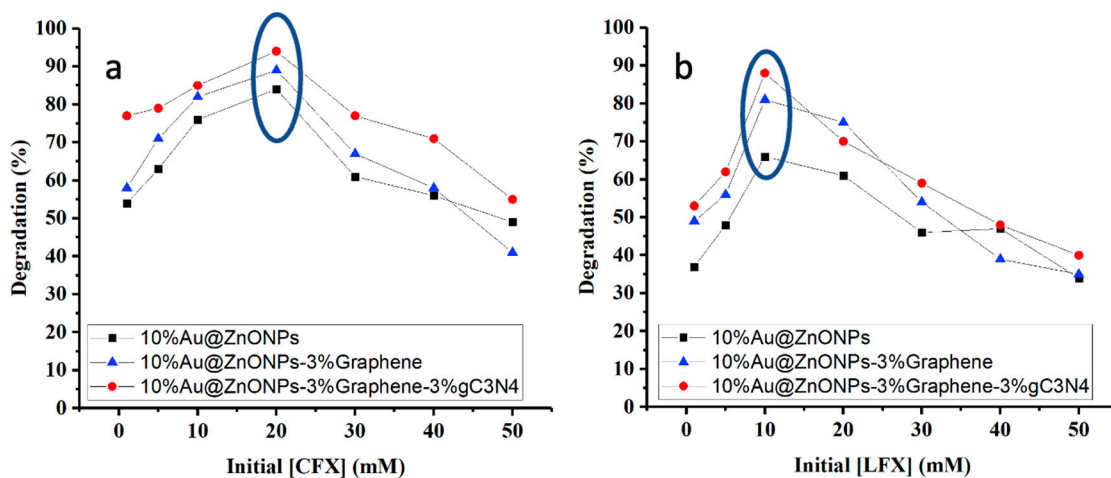 a
Degradation (%)
100
90
80
70
60
50
40
30
20
10
0
10%Au@ZnONPs
10%Au@ZnONPs-3%Graphene
10%Au@ZnONPs-3%Graphene-3%gC3N4
0 10 20 30 40 50
Initial [CFX] (mM)
b
Degradation (%)
100
90
80
70
60
50
40
30
20
10
0
10%Au@ZnONPs
10%Au@ZnONPs-3%Graphene
10%Au@ZnONPs-3%Graphene-3%gC3N4
0 10 20 30 40 50
Initial [LFX] (mM)